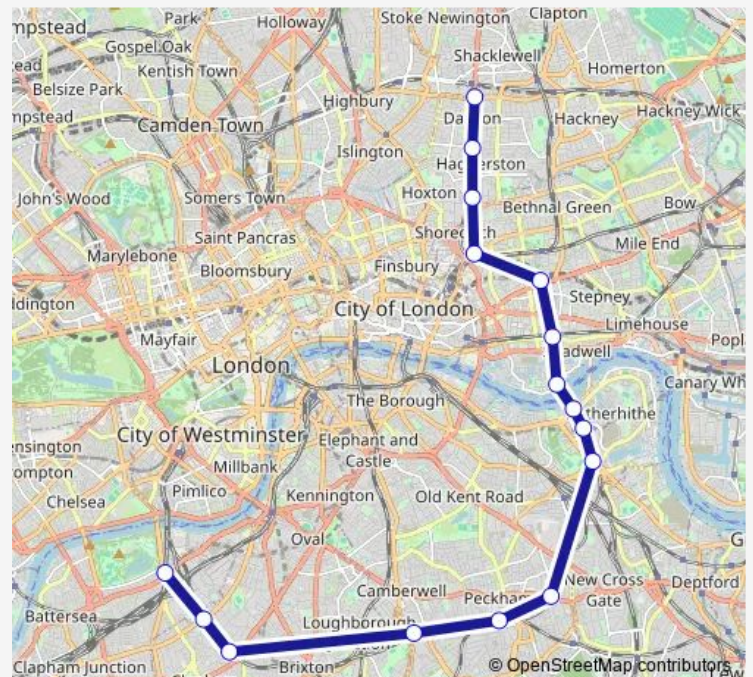 mpstead
Park
Holloway
Stoke Newington
Clapton
Gospel Oak
Shacklewell
Kentish Town
Homerton
Belsize Park
Highbury
Hackney Wick
mpstead
Camden Town
Hackney
Islington
John's Wood
Somers Town
Hoxton
Bethnal Green
Bow
Saint Pancras
Mile End
Marylebone
Bloomsbury
Finsbury
ddington
City of London
Stepney
Limehouse
Mayfair
Popl
adwell
London
Canary Wh
The Borough
therhithe
City of Westminster
Elephant and
Castle
ensington
ompton
Millbank
Pimlico
Kennington
Old Kent Road
Chelsea
Oval
New Cross
Gate
Deptford
Camberwell
Peckham
Battersea
Loughborough
Clapham Junction
Brixton
© OpenStreetMap contributors